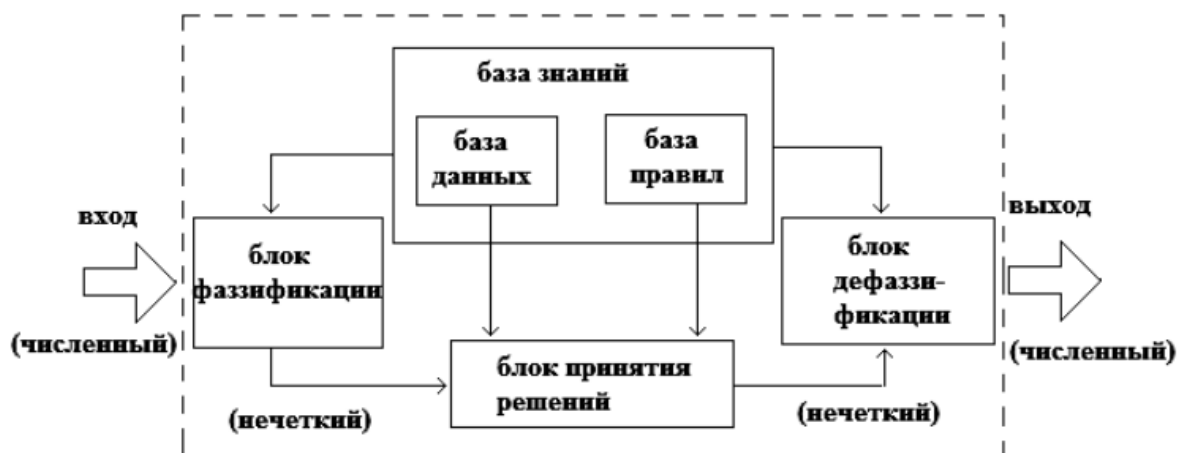 база знаний
база
данных
база
правил
вход
(численный)
блок
фаззификации
(нечеткий)
блок принятия
решений
(нечеткий)
блок
дефаззи-
фикации
выход
(численный)